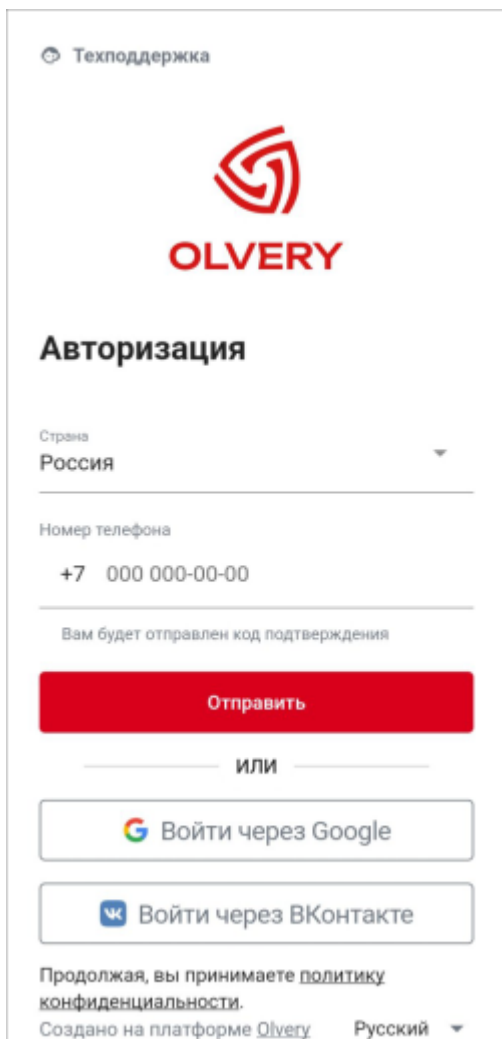 Техподдержка
OLVERY
Авторизация
Страна
Россия
Номер телефона
+7 000 000-00-00
Вам будет отправлен код подтверждения
Отправить
ИЛИ
Войти через Google
Войти через ВКонтакте
Продолжая, вы принимаете политику
конфиденциальности.
Создано на платформе Olvery Русский